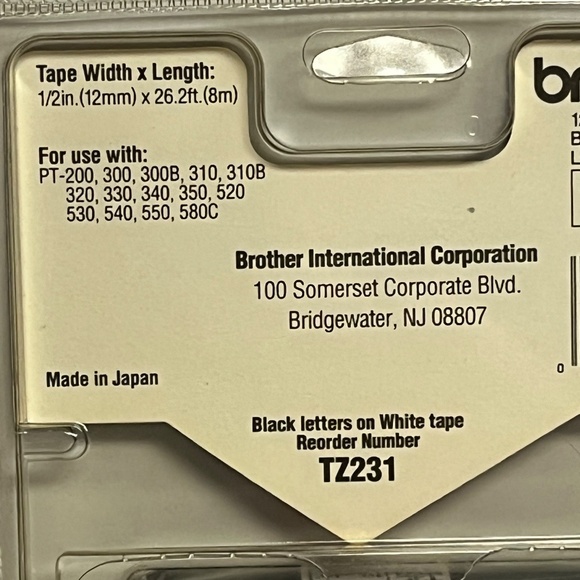 Tape Width x Length:
1/2in.(12mm) x 26.2ft.(8m)
For use with:
PT-200, 300, 300B, 310, 310B
320, 330, 340, 350, 520
530, 540, 550, 580C
Brother International Corporation
100 Somerset Corporate Blvd.
Bridgewater, NJ 08807
Made in Japan
Black letters on White tape
Reorder Number
TZ231
0